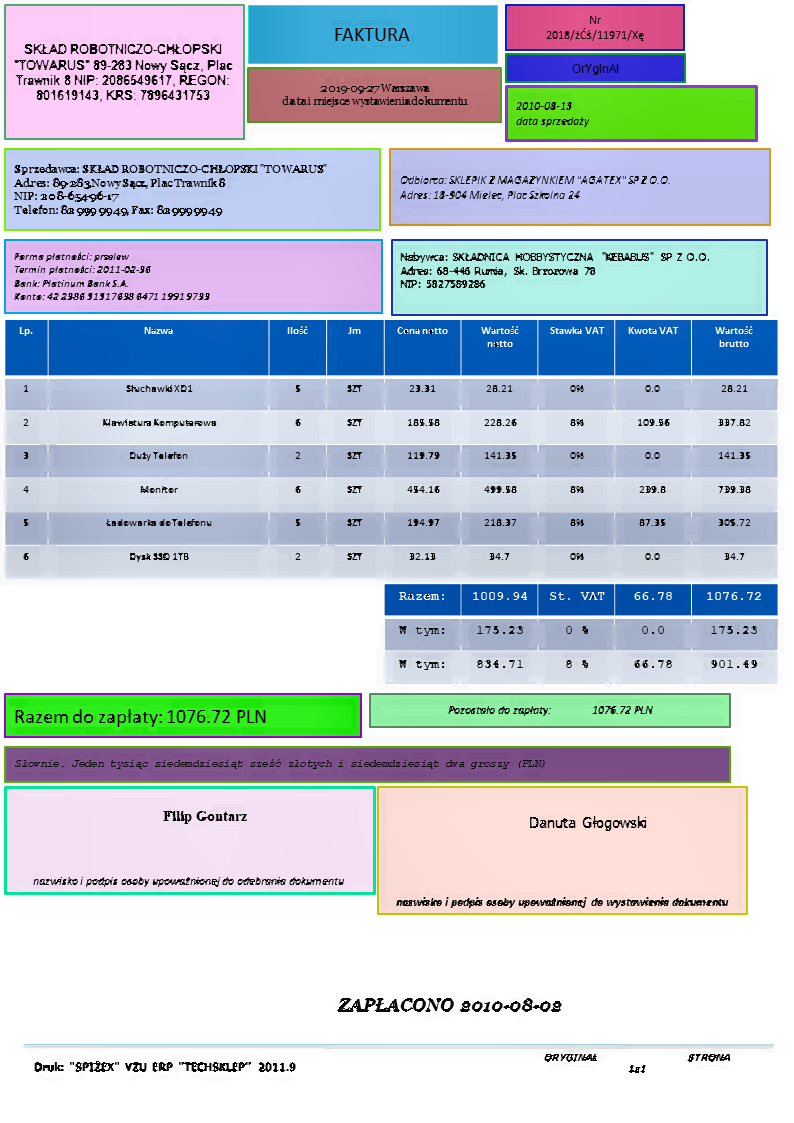 SKŁAD ROBOTNICZO-CHŁOPSKI
"TOWARUS" 89-283 Nowy Sącz, Plac
Trawnik 8 NIP: 2086549617, REGON:
801619143, KRS: 7896431753
FAKTURA
2019-09-27 Warszawa
data i miejsce wystawienia dokumentu
Nr
2018/żĆŚ/11971/Xę
OrYgInAl
2010-08-13
data sprzedaży
Sprzedawca: SKŁAD ROBOTNICZO-CHŁOPSKI "TOWARUS"
Adres: 89-283 Nowy Sącz, Plac Trawnik 8
NIP: 208-654-96-17
Telefon: 82 999 99 49, Fax: 82 999 99 49
Odbiorca: SKLEPIK Z MAGAZYNKIEM "AGATEX" SP Z O.O.
Adres: 18-904 Mielec, Plac Szkolna 24
Forma płatności: przelew
Termin płatności: 2011-02-36
Bank: Platinum Bank S.A.
Konto: 42 2386 3151 7638 6471 1991 9733
Nabywca: SKŁADNICA HOBBYSTYCZNA "KEBABUS" SP Z O.O.
Adres: 68-446 Rumia, Sk. Brzozowa 78
NIP: 5827589286
Lp. Nazwa Ilość Jm Cena netto Wartość netto Stawka VAT Kwota VAT Wartość brutto
1 Słuchawki XD1 5 SZT 23.31 28.21 0% 0.0 28.21
2 Klawiatura Komputerowa 6 SZT 185.58 228.26 8% 109.56 337.82
3 Duży Telefon 2 SZT 119.79 141.35 0% 0.0 141.35
4 Monitor 6 SZT 454.16 499.58 8% 239.8 739.38
5 Ładowarka do Telefonu 5 SZT 194.97 218.37 8% 87.35 305.72
6 Dysk SSD 1TB 2 SZT 32.13 34.7 0% 0.0 34.7
Razem: 1009.94 St. VAT 66.78 1076.72
W tym: 175.23 0 % 0.0 175.23
W tym: 834.71 8 % 66.78 901.49
Razem do zapłaty: 1076.72 PLN
Pozostało do zapłaty: 1076.72 PLN
Słownie. Jeden tysiąc siedemdziesiąt sześć złotych i siedemdziesiąt dwa groszy (PLN)
Filip Gontarz
nazwisko i podpis osoby upoważnionej do odebrania dokumentu
Danuta Głogowski
nazwisko i podpis osoby upoważnionej do wystawienia dokumentu
ZAPŁACONO 2010-08-02
Druk: "SPIŻEX" VZU ERP "TECHSKLEP" 2011.9
ORYGINAŁ STRONA
1z1